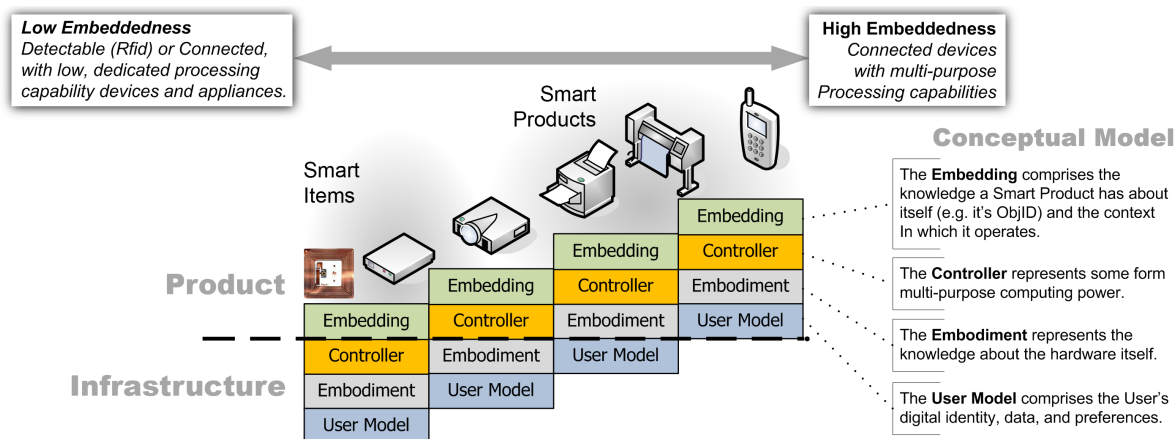 Low Embeddedness
Detectable (Rfid) or Connected,
with low, dedicated processing
capability devices and appliances.
High Embeddedness
Connected devices
with multi-purpose
Processing capabilities
Smart
Products
Smart
Items
Conceptual Model
The Embedding comprises the
knowledge a Smart Product has about
itself (e.g. it's ObjID) and the context
In which it operates.
The Controller represents some form
multi-purpose computing power.
The Embodiment represents the
knowledge about the hardware itself.
The User Model comprises the User's
digital identity, data, and preferences.
Product
Infrastructure
Embedding
Controller
Embodiment
User Model
Embedding
Controller
Embodiment
User Model
Embedding
Controller
Embodiment
User Model
Embedding
Controller
Embodiment
User Model